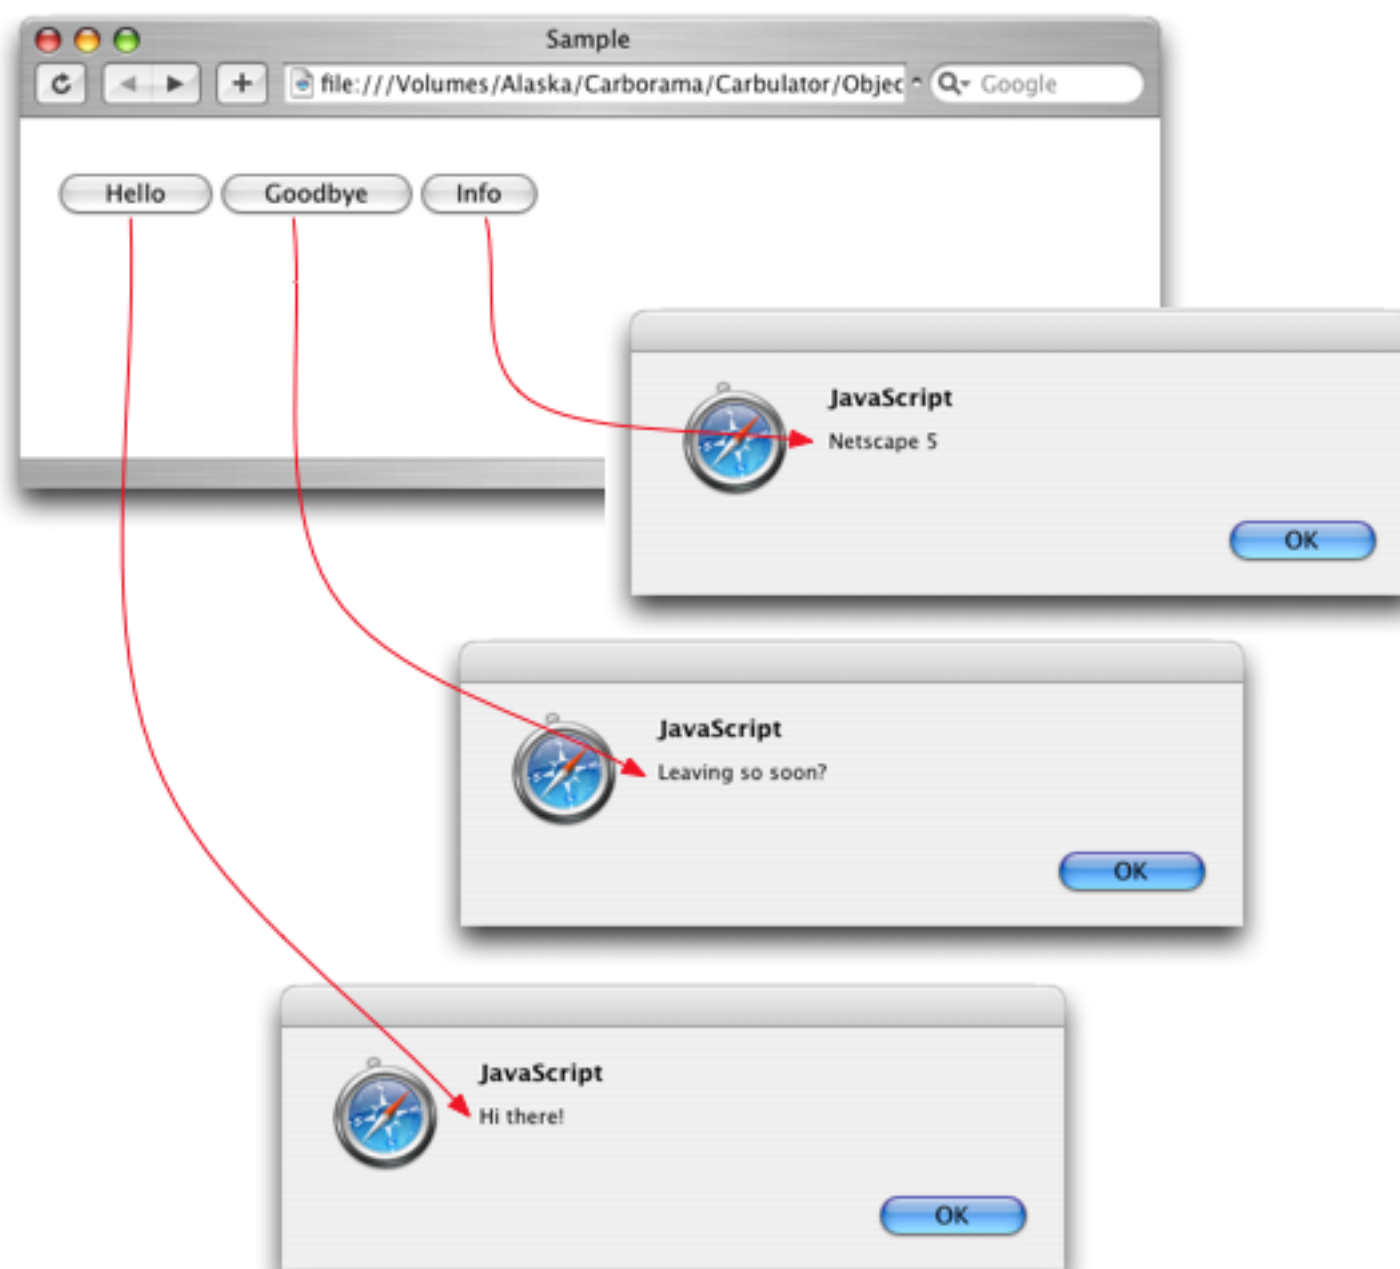 Sample
file:///Volumes/Alaska/Carborama/Carbulator/Objec
Google
Hello Goodbye Info
JavaScript
Netscape 5
OK
JavaScript
Leaving so soon?
OK
JavaScript
Hi there!
OK